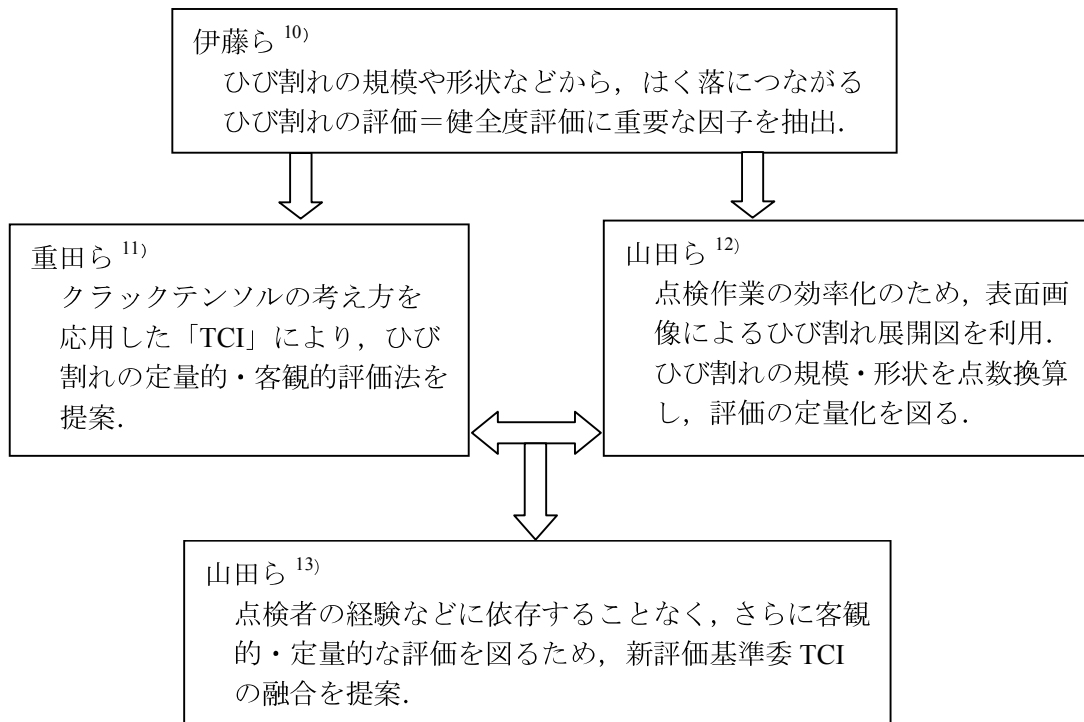 伊藤ら 10)
ひび割れの規模や形状などから，はく落につながる
ひび割れの評価＝健全度評価に重要な因子を抽出．
重田ら 11)
クラックテンソルの考え方を
応用した「TCI」により，ひび
割れの定量的・客観的評価法を
提案．
山田ら 12)
点検作業の効率化のため，表面画
像によるひび割れ展開図を利用．
ひび割れの規模・形状を点数換算
し，評価の定量化を図る．
山田ら 13)
点検者の経験などに依存することなく，さらに客観
的・定量的な評価を図るため，新評価基準委 TCI
の融合を提案．